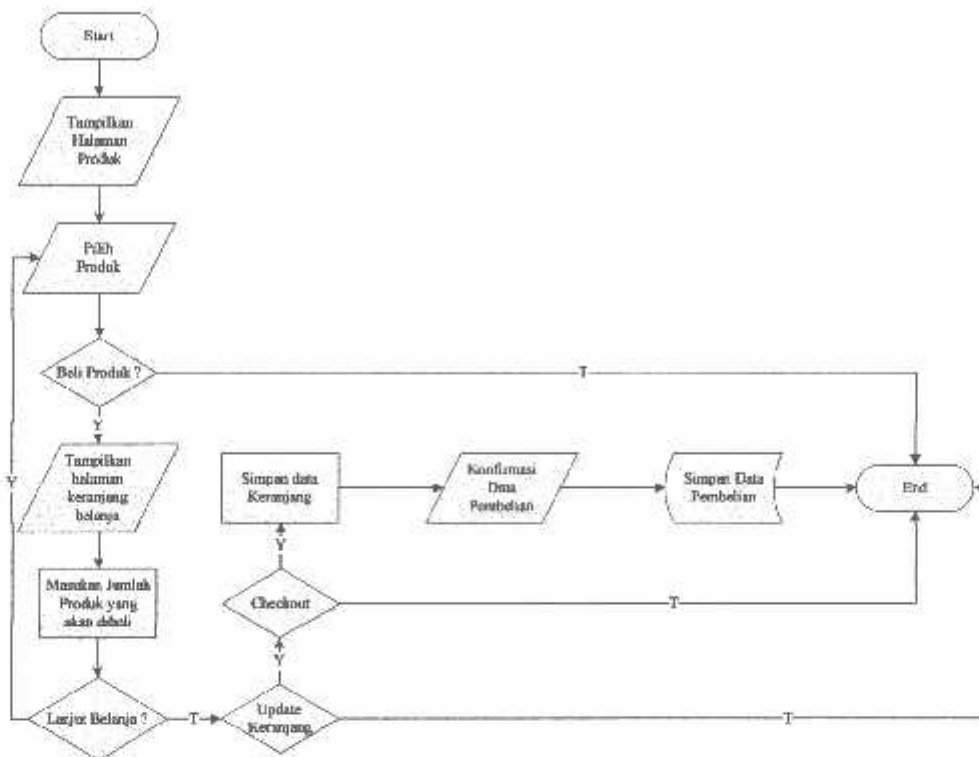 Start
Tampilkan
Halaman
Produk
Pilih
Produk
Beli Produk ?
T
Y
Tampilkan
halaman
keranjang
belanja
Y
Simpan data
Keranjang
Konfirmasi
Data
Pembelian
Simpan Data
Pembelian
End
Y
Masukan Jumlah
Produk yang
akan dibeli
Checkout
T
Y
Lanjut Belanja ?
T
Update
Keranjang
T